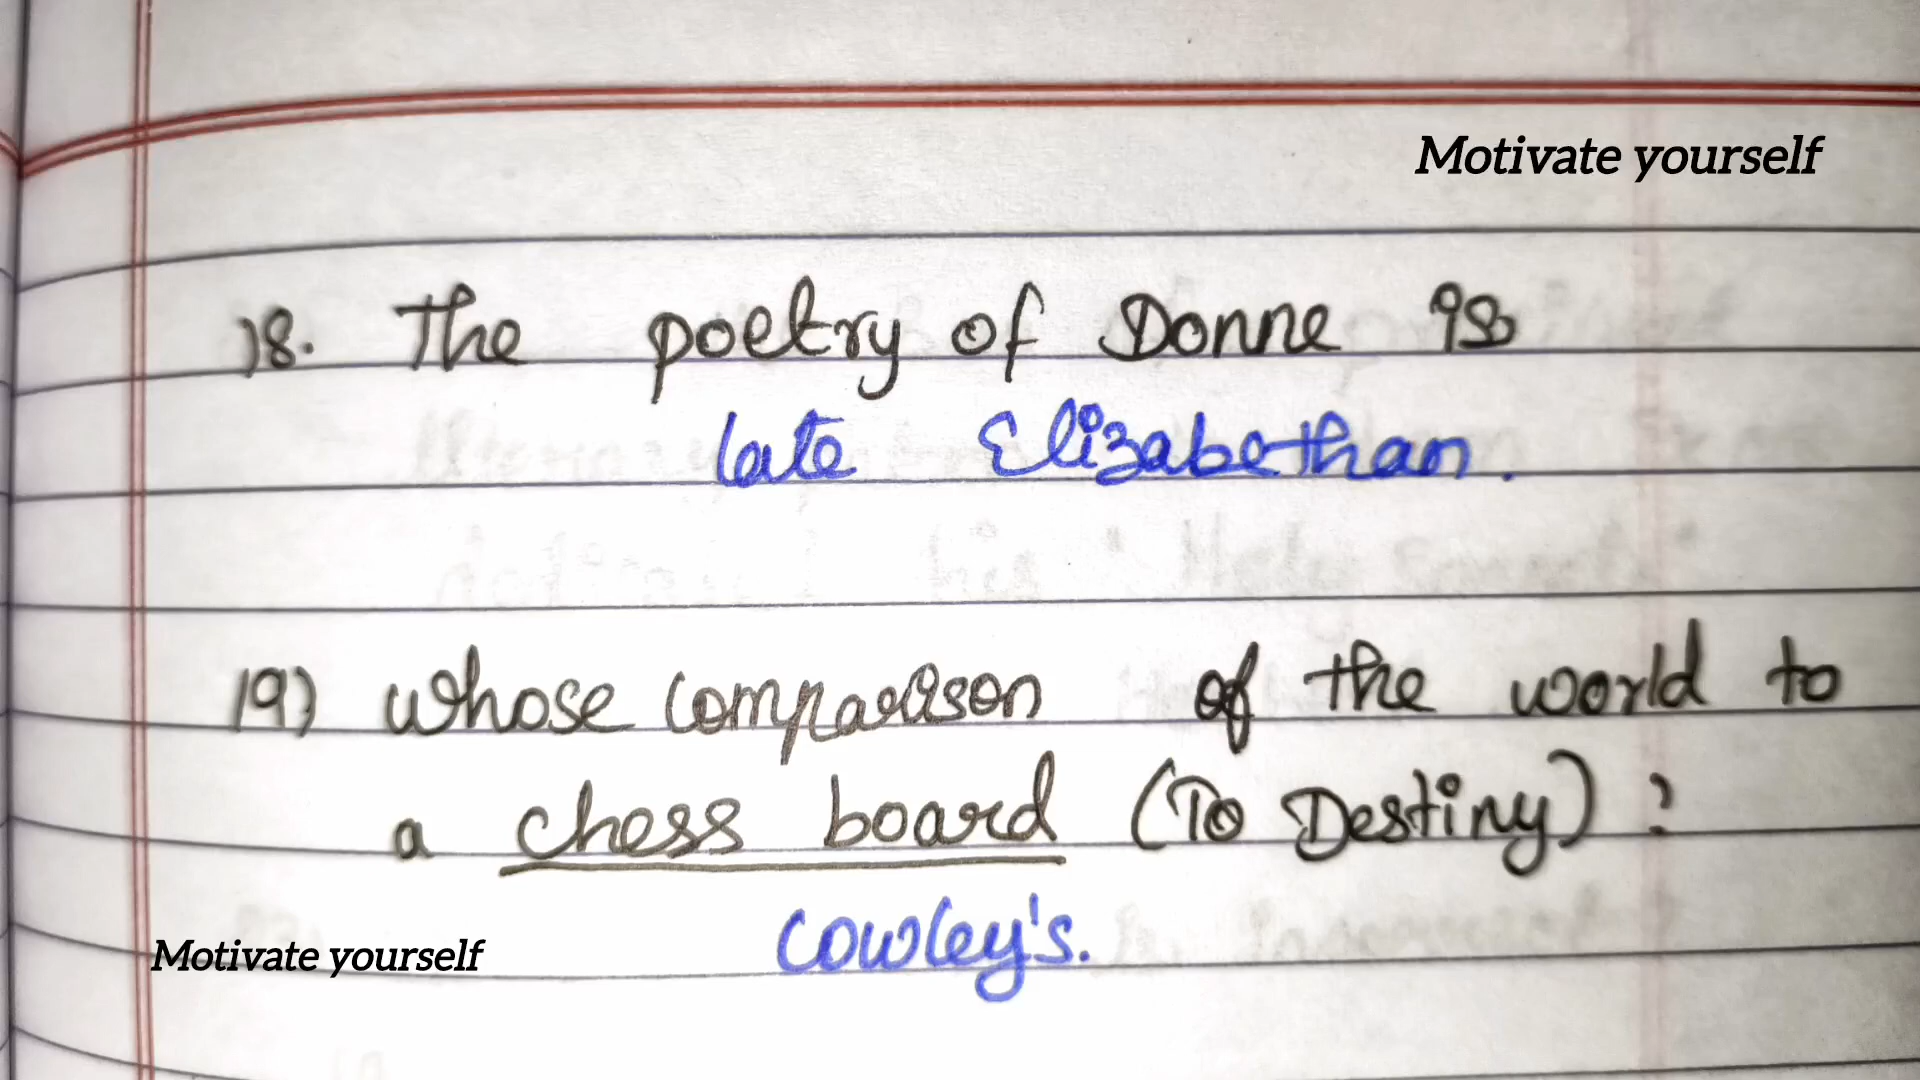 Motivate yourself
18. The poetry of Donne is
late Elizabethan.
19) whose comparison of the world to
a chess board (To Destiny) ?
Cowley's.
Motivate yourself